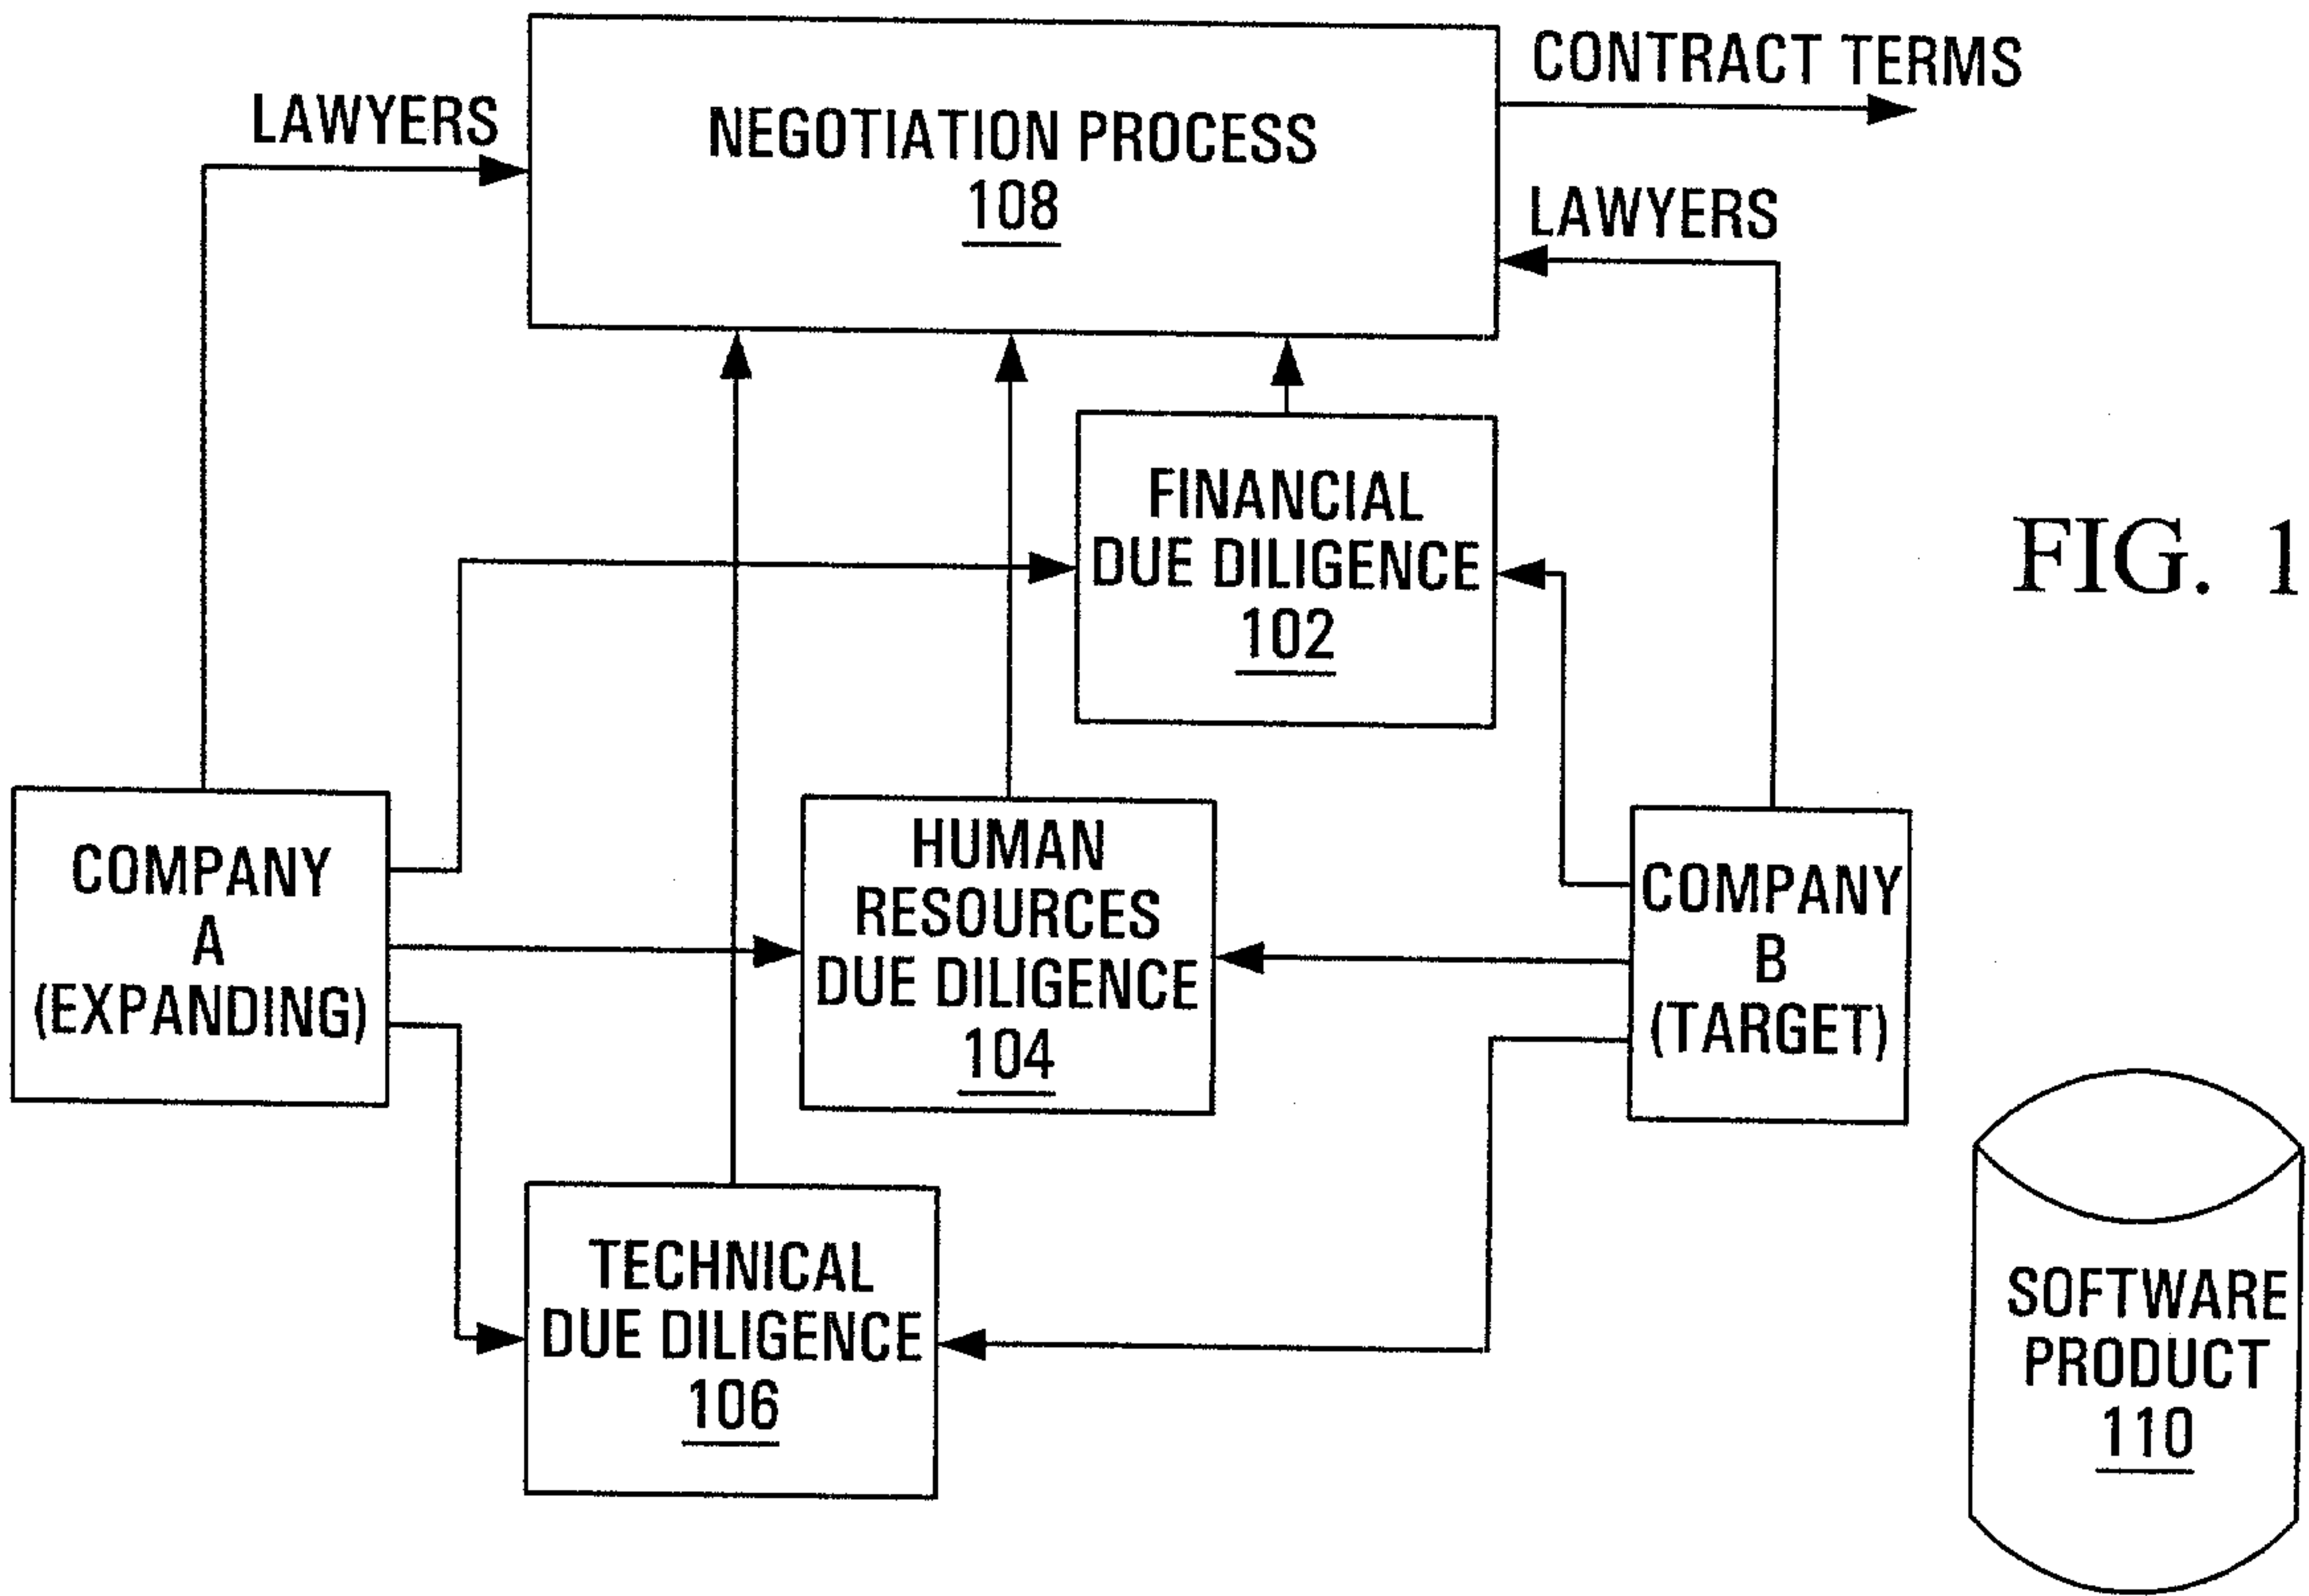 CONTRACT TERMS
LAWYERS
NEGOTIATION PROCESS
108
LAWYERS
FINANCIAL
DUE DILIGENCE
102
FIG. 1
COMPANY
A
(EXPANDING)
HUMAN
RESOURCES
DUE DILIGENCE
104
COMPANY
B
(TARGET)
TECHNICAL
DUE DILIGENCE
106
SOFTWARE
PRODUCT
110